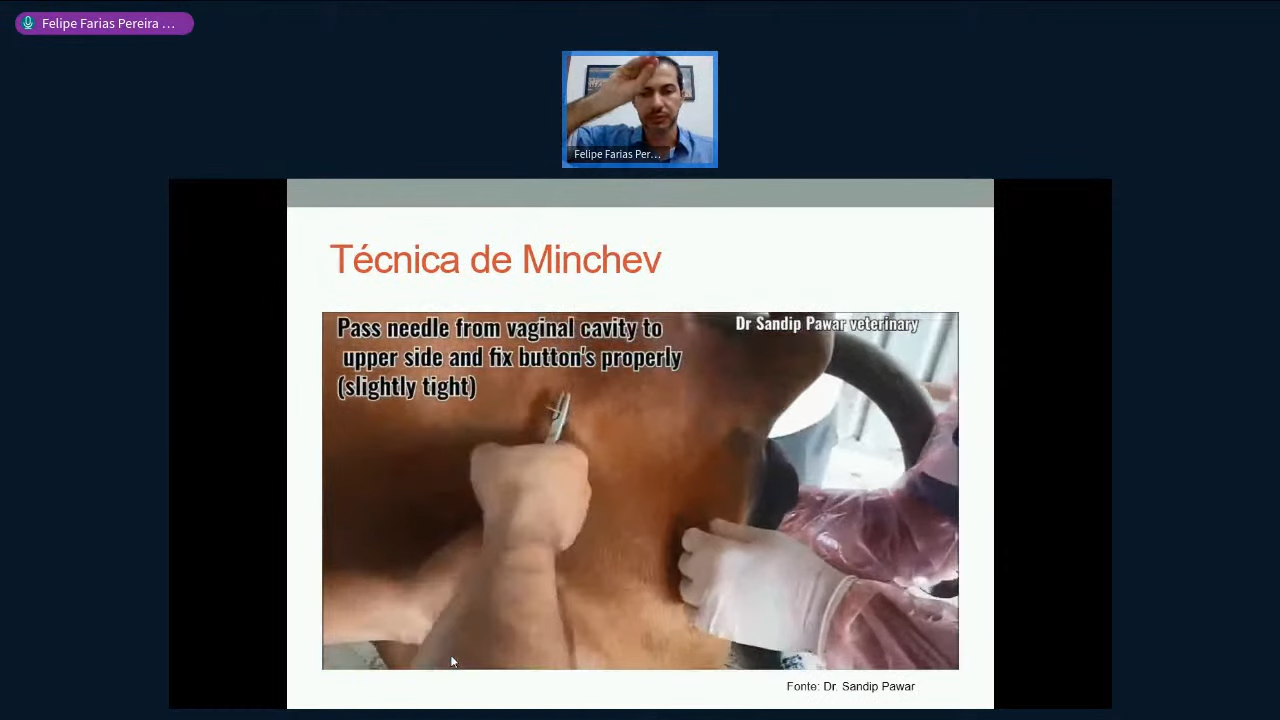 Felipe Farias Pereira ...
Felipe Farias Per...
Técnica de Minchev
Pass needle from vaginal cavity to
upper side and fix button's properly
(slightly tight)
Dr Sandip Pawar veterinary
Fonte: Dr. Sandip Pawar